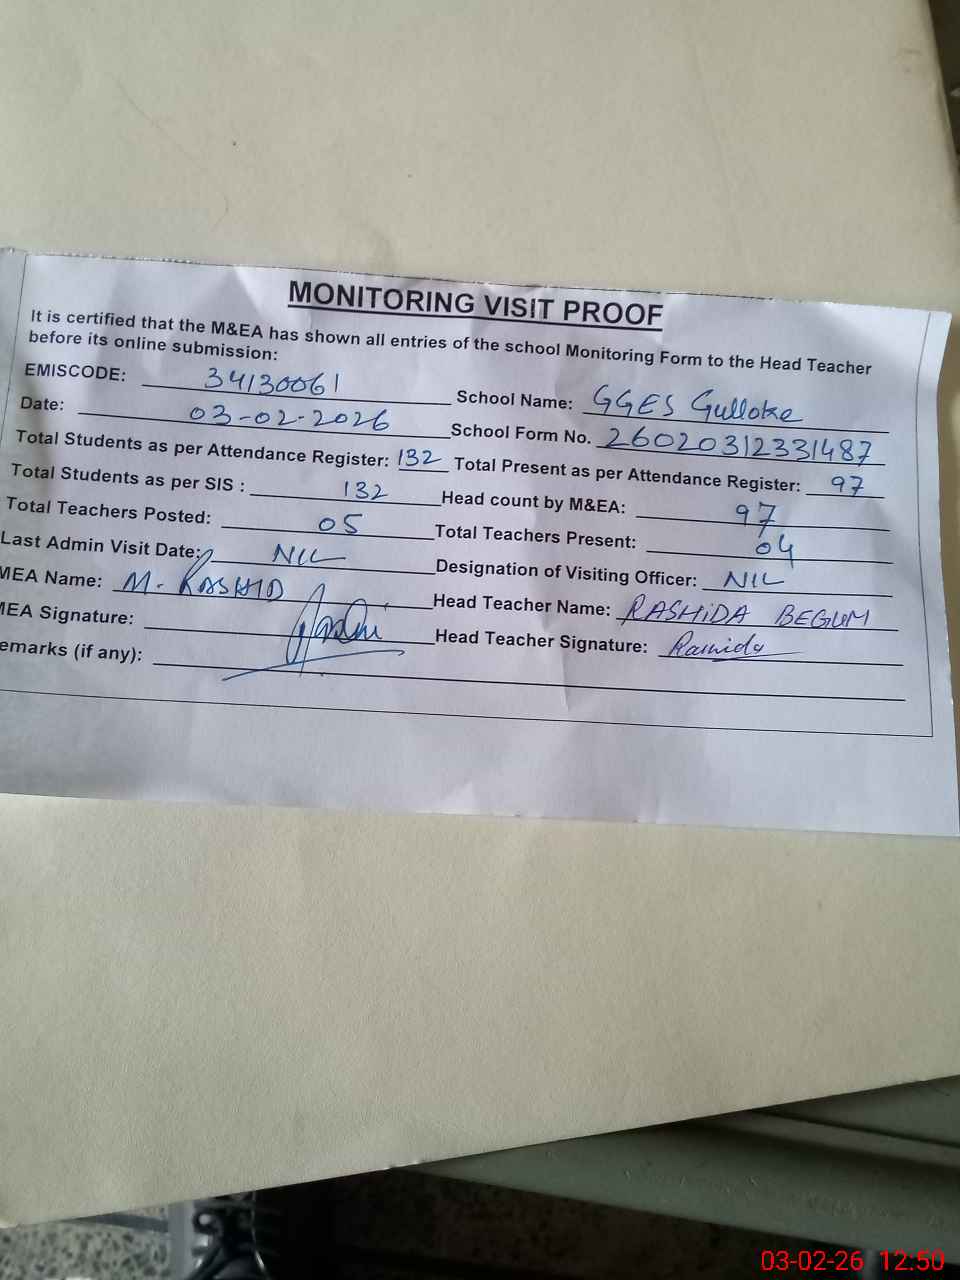 MONITORING VISIT PROOF
It is certified that the M&EA has shown all entries of the school Monitoring Form to the Head Teacher
before its online submission:
EMISCODE: 34130061 School Name: GGES Gulloke
Date: 03-02-2026 School Form No. 26020312331487
Total Students as per Attendance Register: 132 Total Present as per Attendance Register: 97
Total Students as per SIS : 132 Head count by M&EA: 97
Total Teachers Posted: 05 Total Teachers Present: 04
Last Admin Visit Date: NIL Designation of Visiting Officer: NIL
MEA Name: M. RASHID Head Teacher Name: RASHIDA BEGUM
MEA Signature: Head Teacher Signature: Rashida
emarks (if any):
03-02-26 12:50